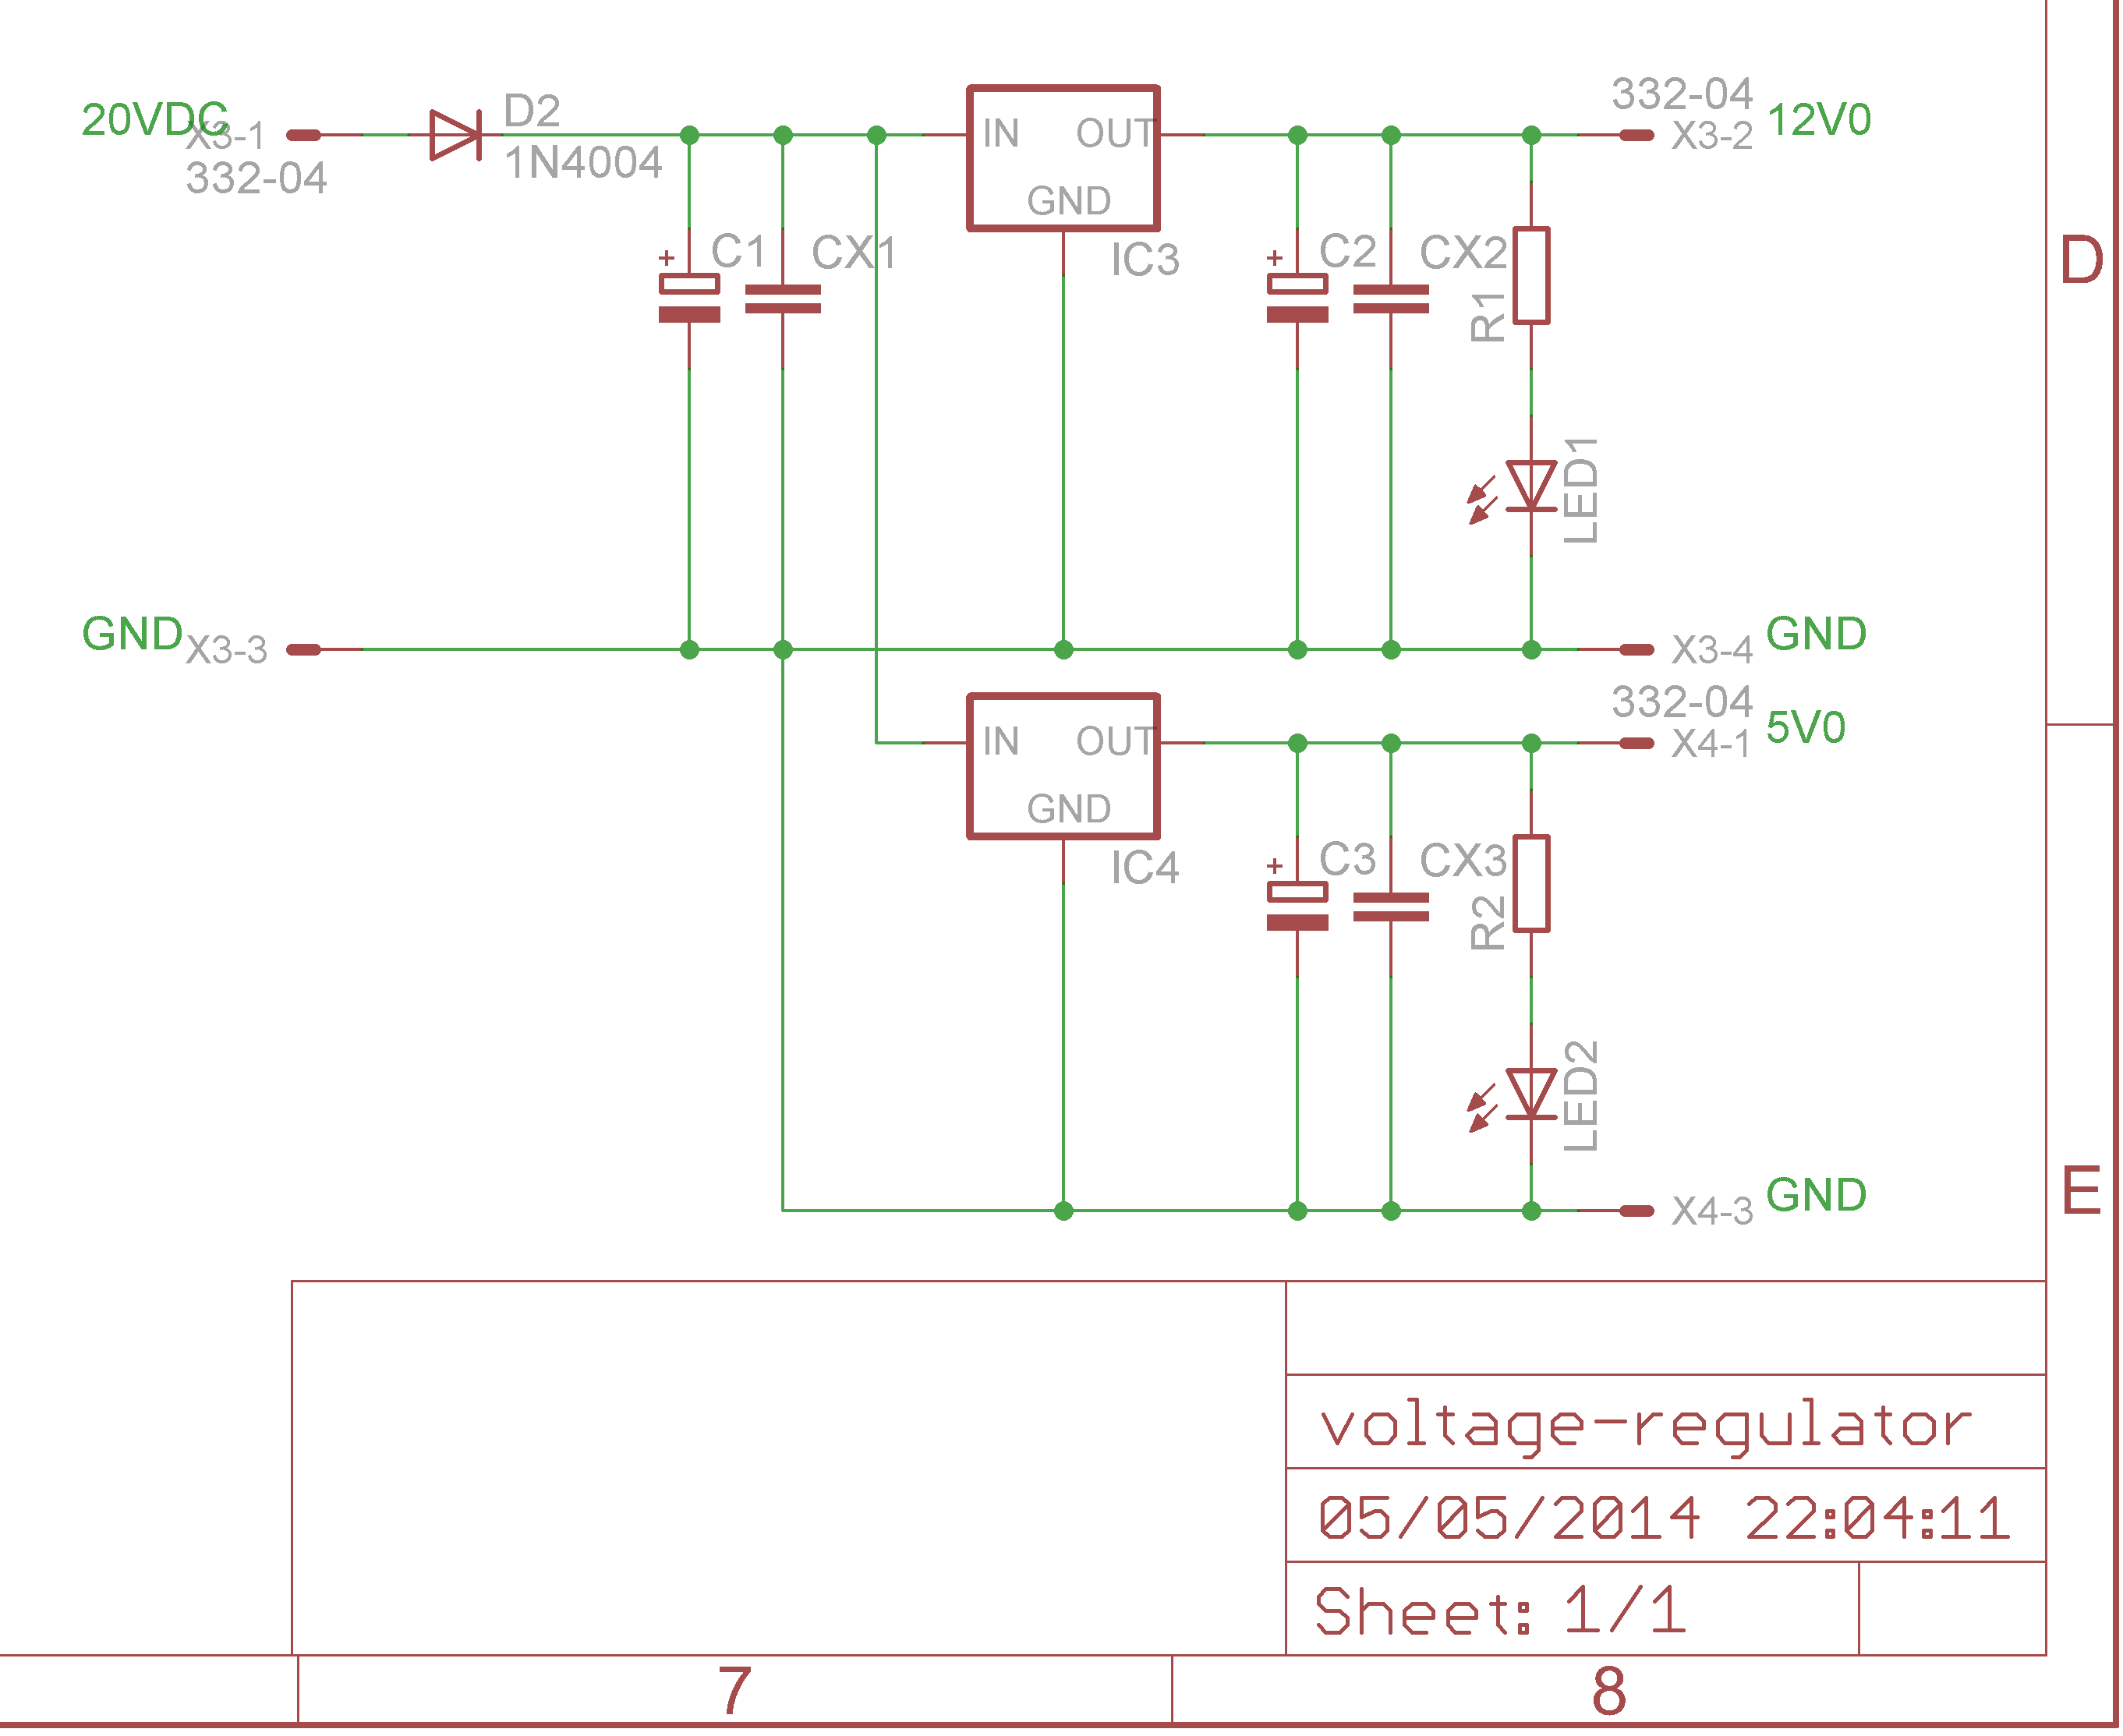 20VDC
X3-1
332-04
D2
1N4004
IN
OUT
GND
IC3
332-04
X3-2
12V0
+
C1
CX1
+
C2
CX2
R1
LED1
D
GND
X3-3
X3-4
GND
332-04
X4-1
5V0
IN
OUT
GND
IC4
+
C3
CX3
R2
LED2
X4-3
GND
E
voltage-regulator
05/05/2014 22:04:11
Sheet: 1/1
7
8